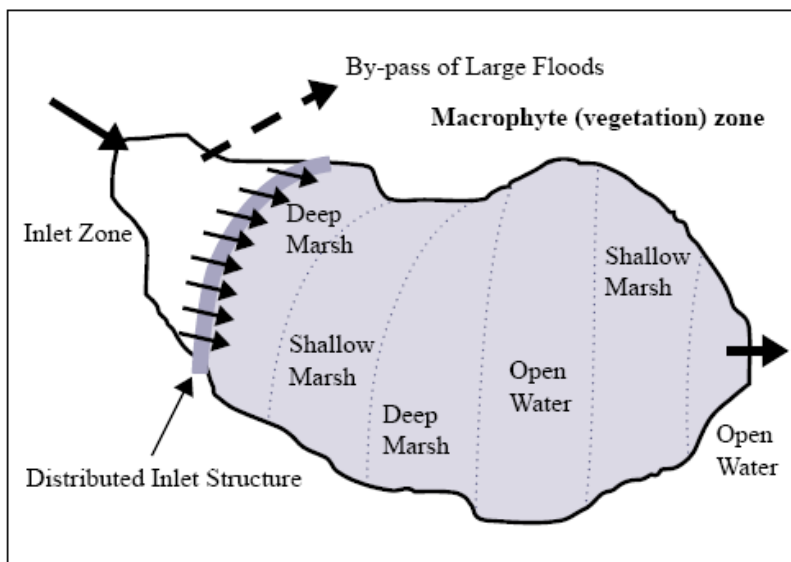 By-pass of Large Floods
Macrophyte (vegetation) zone
Inlet Zone
Deep
Marsh
Shallow
Marsh
Shallow
Marsh
Deep
Marsh
Open
Water
Open
Water
Distributed Inlet Structure